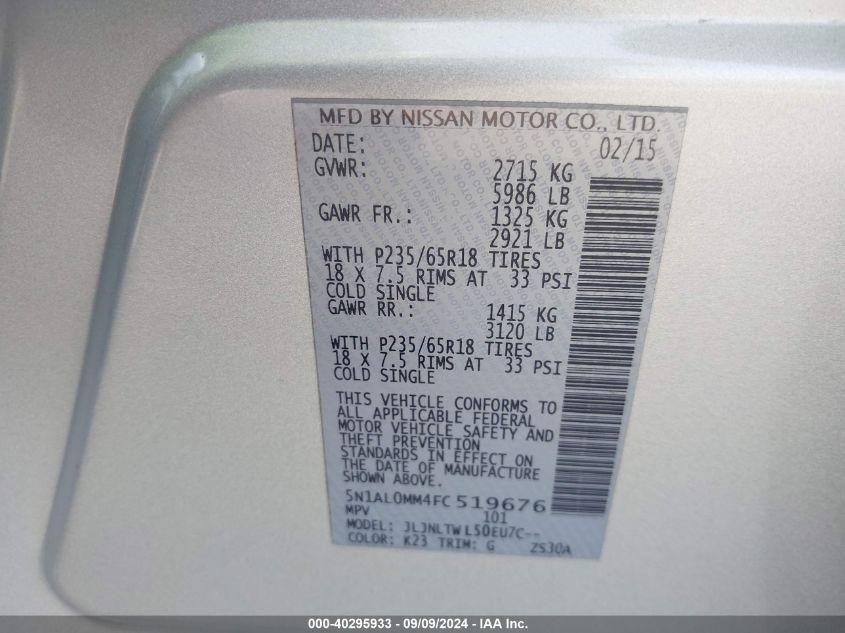 MFD BY NISSAN MOTOR CO., LTD.
DATE: 02/15
GVWR: 2715 KG
5986 LB
GAWR FR.: 1325 KG
2921 LB
WITH P235/65R18 TIRES
18 X 7.5 RIMS AT 33 PSI
COLD SINGLE
GAWR RR.: 1415 KG
3120 LB
WITH P235/65R18 TIRES
18 X 7.5 RIMS AT 33 PSI
COLD SINGLE
THIS VEHICLE CONFORMS TO
ALL APPLICABLE FEDERAL
MOTOR VEHICLE SAFETY AND
THEFT PREVENTION
STANDARDS IN EFFECT ON
THE DATE OF MANUFACTURE
SHOWN ABOVE.
5N1AL0MM4FC519676
MPV 101
MODEL: JLJNLTWL50EU7C--
COLOR: K23 TRIM: G ZS30A
000-40295933 - 09/09/2024 - IAA Inc.